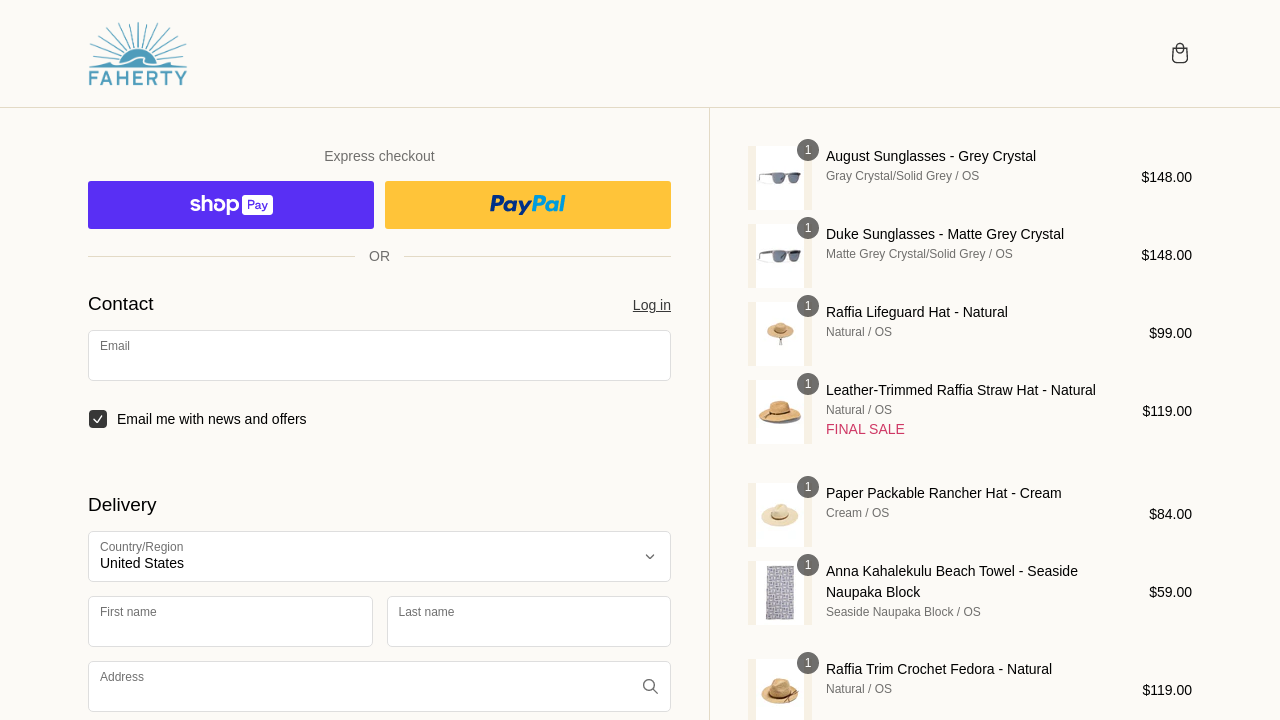 FAHERTY
Express checkout
shop Pay
PayPal
OR
Contact
Log in
Email
Email me with news and offers
Delivery
Country/Region
United States
First name
Last name
Address
1
August Sunglasses - Grey Crystal
Gray Crystal/Solid Grey / OS
$148.00
1
Duke Sunglasses - Matte Grey Crystal
Matte Grey Crystal/Solid Grey / OS
$148.00
1
Raffia Lifeguard Hat - Natural
Natural / OS
$99.00
1
Leather-Trimmed Raffia Straw Hat - Natural
Natural / OS
FINAL SALE
$119.00
1
Paper Packable Rancher Hat - Cream
Cream / OS
$84.00
1
Anna Kahalekulu Beach Towel - Seaside
Naupaka Block
Seaside Naupaka Block / OS
$59.00
1
Raffia Trim Crochet Fedora - Natural
Natural / OS
$119.00